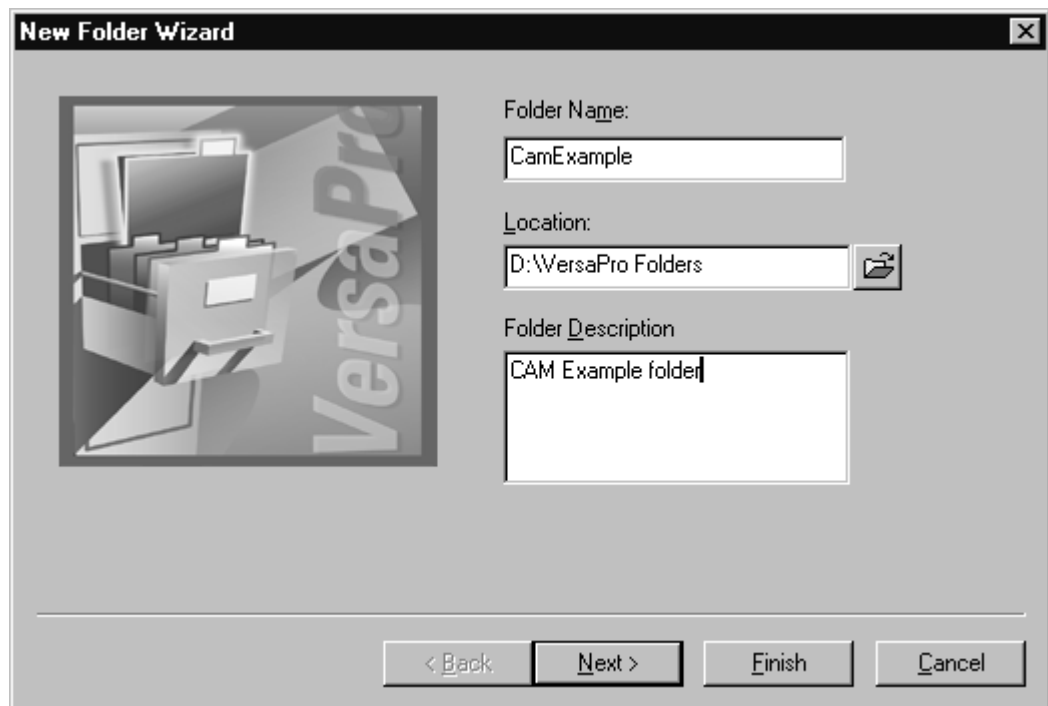 New Folder Wizard
VersaPro
Folder Name:
CamExample
Location:
D:\VersaPro Folders
Folder Description
CAM Example folder
< Back
Next >
Finish
Cancel